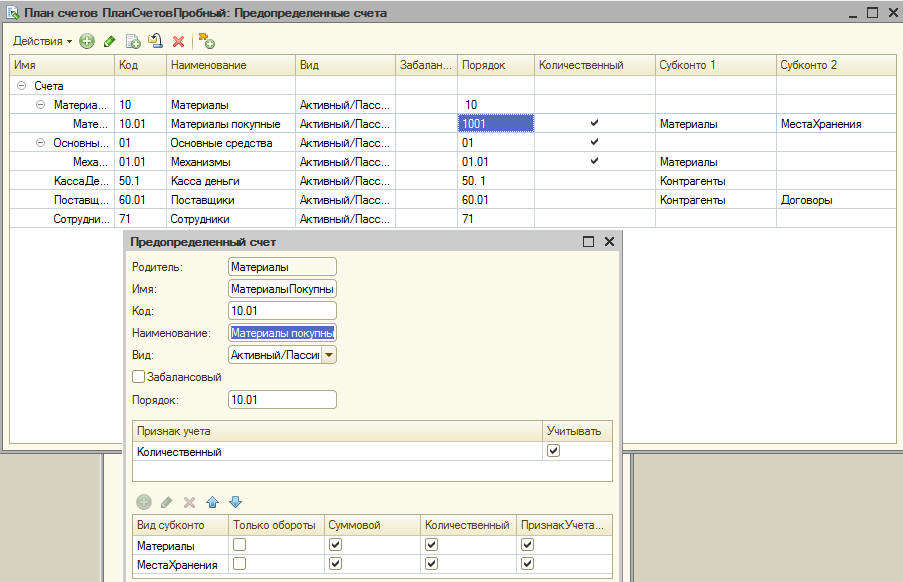 План счетов ПланСчетовПробный: Предопределенные счета
Действия
Имя Код Наименование Вид Забалан... Порядок Количественный Субконто 1 Субконто 2
Счета
Материа... 10 Материалы Активный/Пасс... 10
Мате... 10.01 Материалы покупные Активный/Пасс... 1001 Материалы МестаХранения
Основны... 01 Основные средства Активный/Пасс... 01
Меха... 01.01 Механизмы Активный/Пасс... 01.01 Материалы
КассаДе... 50.1 Касса деньги Активный/Пасс... 50. 1 Контрагенты
Поставщ... 60.01 Поставщики Активный/Пасс... 60.01 Контрагенты Договоры
Сотрудни... 71 Сотрудники Активный/Пасс... 71
Предопределенный счет
Родитель: Материалы
Имя: МатериалыПокупны
Код: 10.01
Наименование: Материалы покупны
Вид: Активный/Пасси
Забалансовый
Порядок: 10.01
Признак учета Учитывать
Количественный
Вид субконто Только обороты Суммовой Количественный ПризнакУчета...
Материалы
МестаХранения